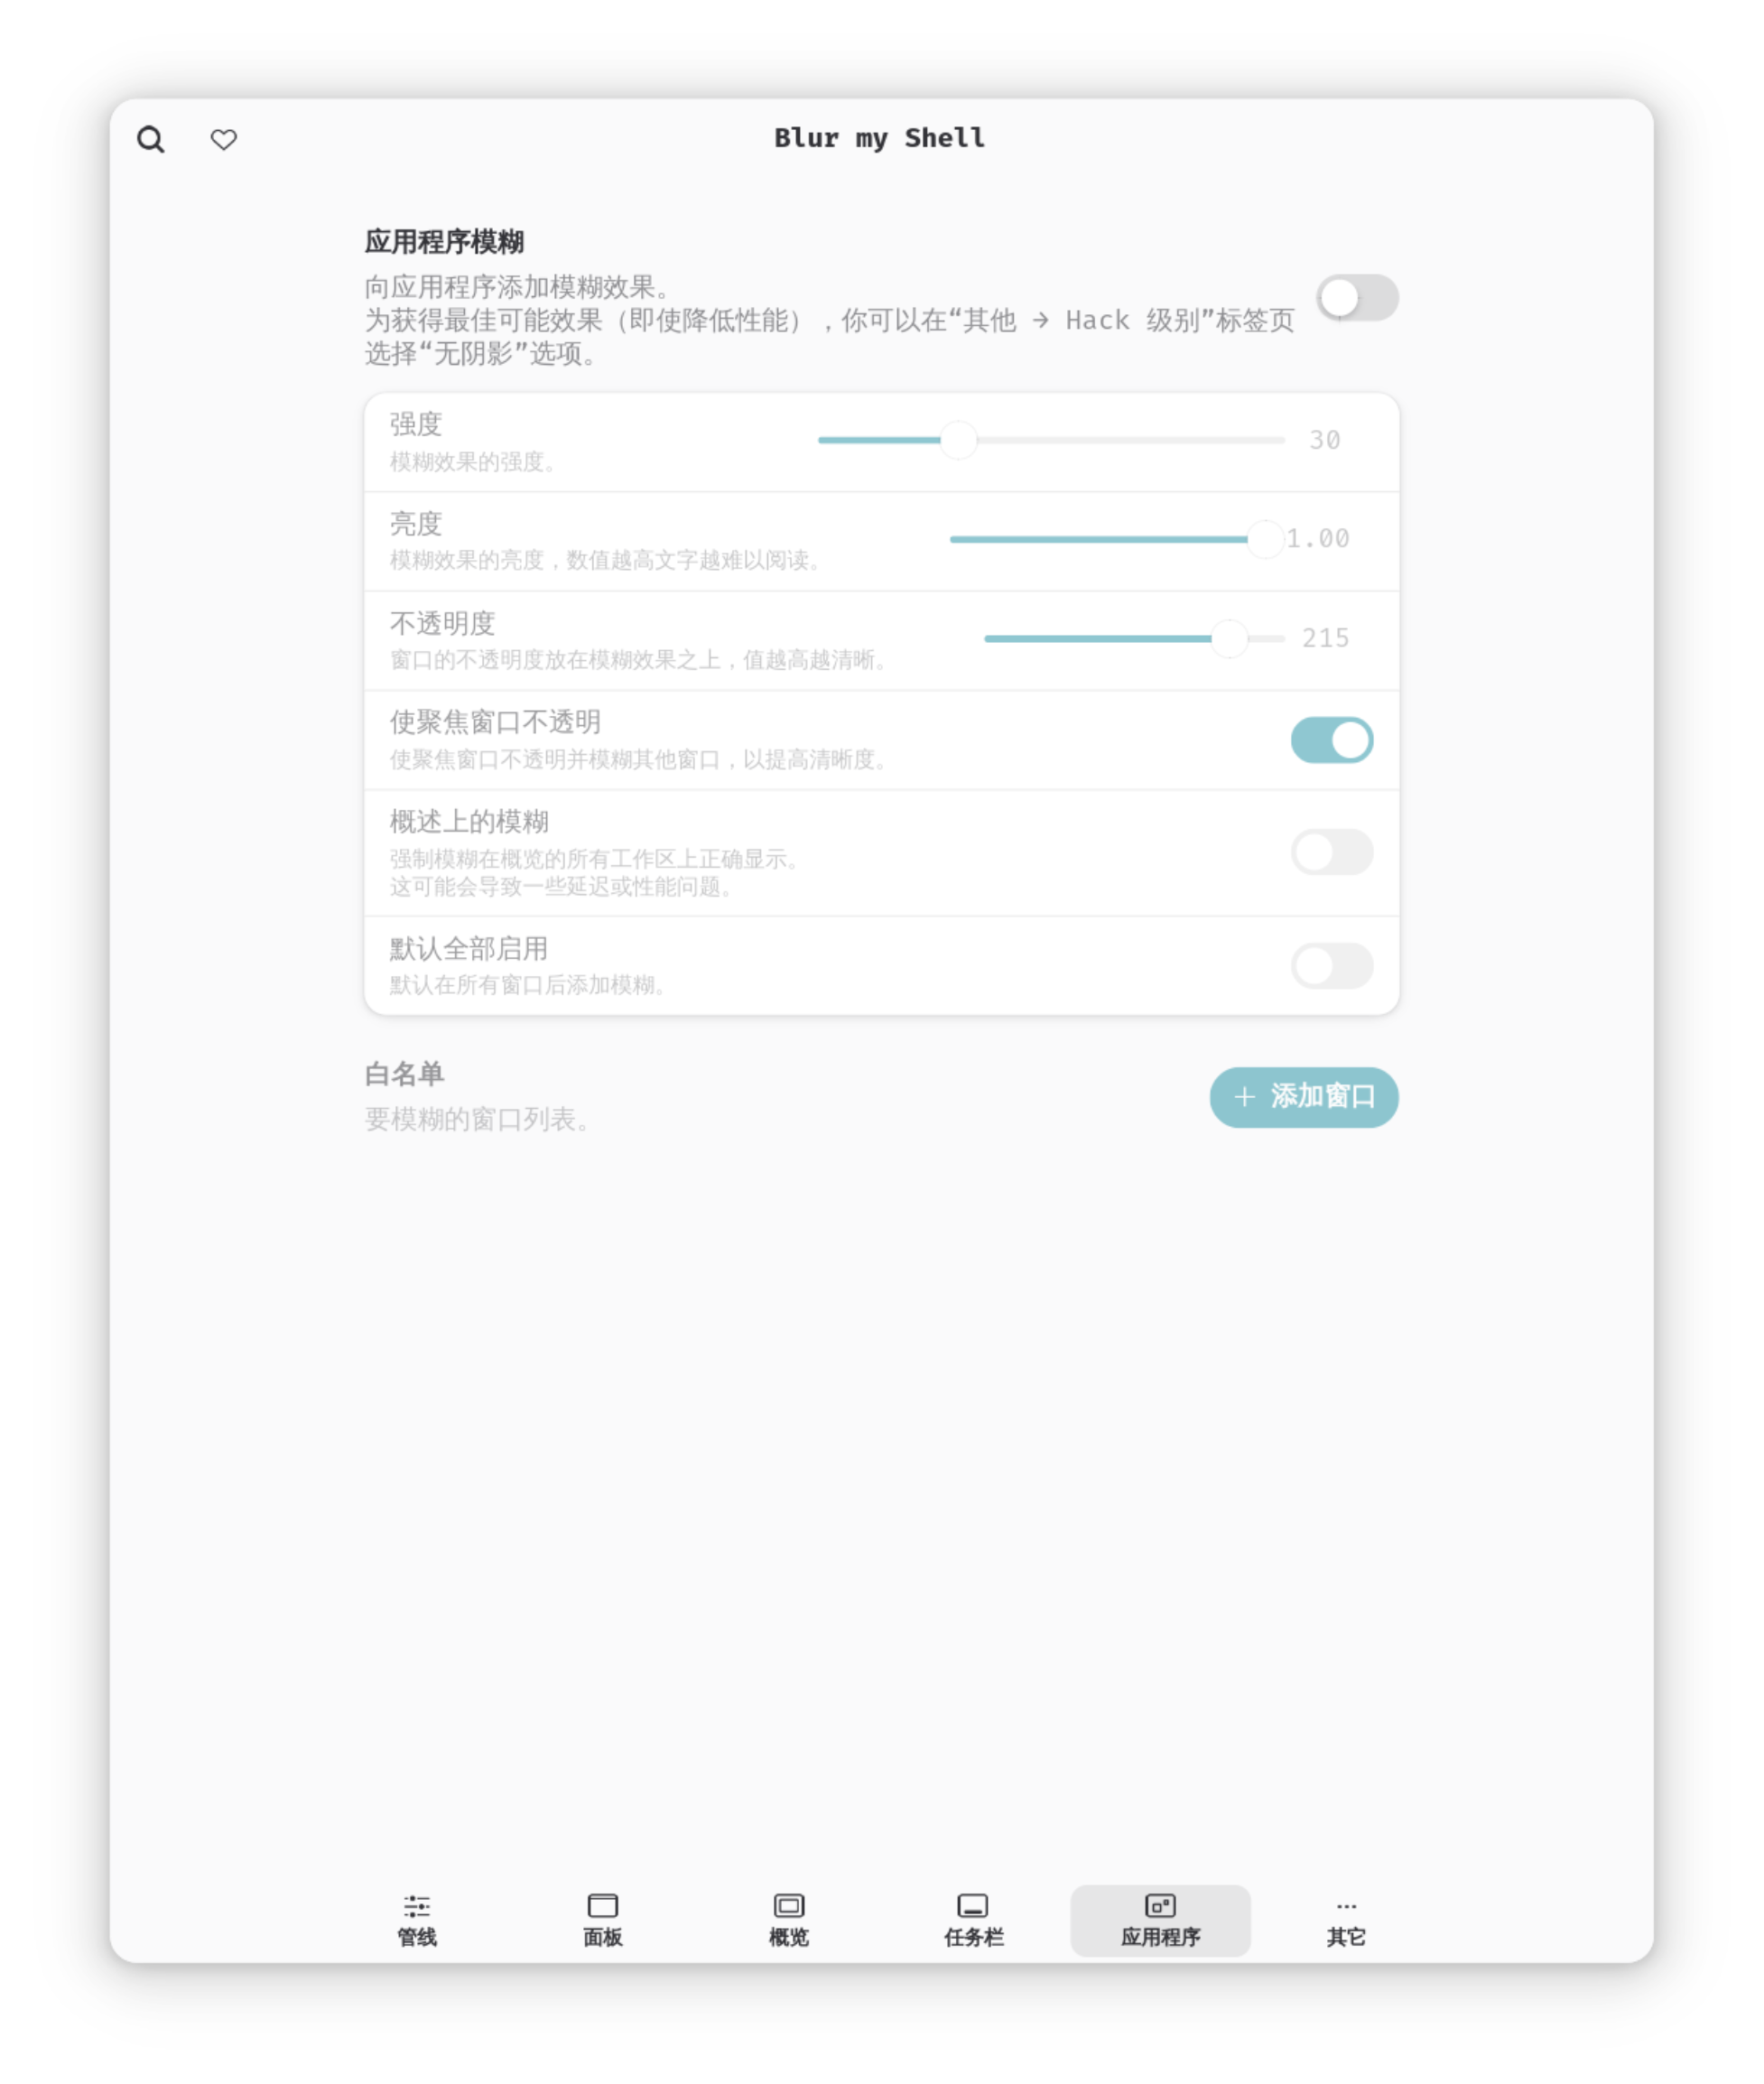 Blur my Shell
应用程序模糊
向应用程序添加模糊效果。
为获得最佳可能效果（即使降低性能），你可以在“其他 → Hack 级别”标签页
选择“无阴影”选项。
强度
模糊效果的强度。
30
亮度
模糊效果的亮度，数值越高文字越难以阅读。
1.00
不透明度
窗口的不透明度放在模糊效果之上，值越高越清晰。
215
使聚焦窗口不透明
使聚焦窗口不透明并模糊其他窗口，以提高清晰度。
概述上的模糊
强制模糊在概览的所有工作区上正确显示。
这可能会导致一些延迟或性能问题。
默认全部启用
默认在所有窗口后添加模糊。
白名单
要模糊的窗口列表。
添加窗口
管线 面板 概览 任务栏 应用程序 其它